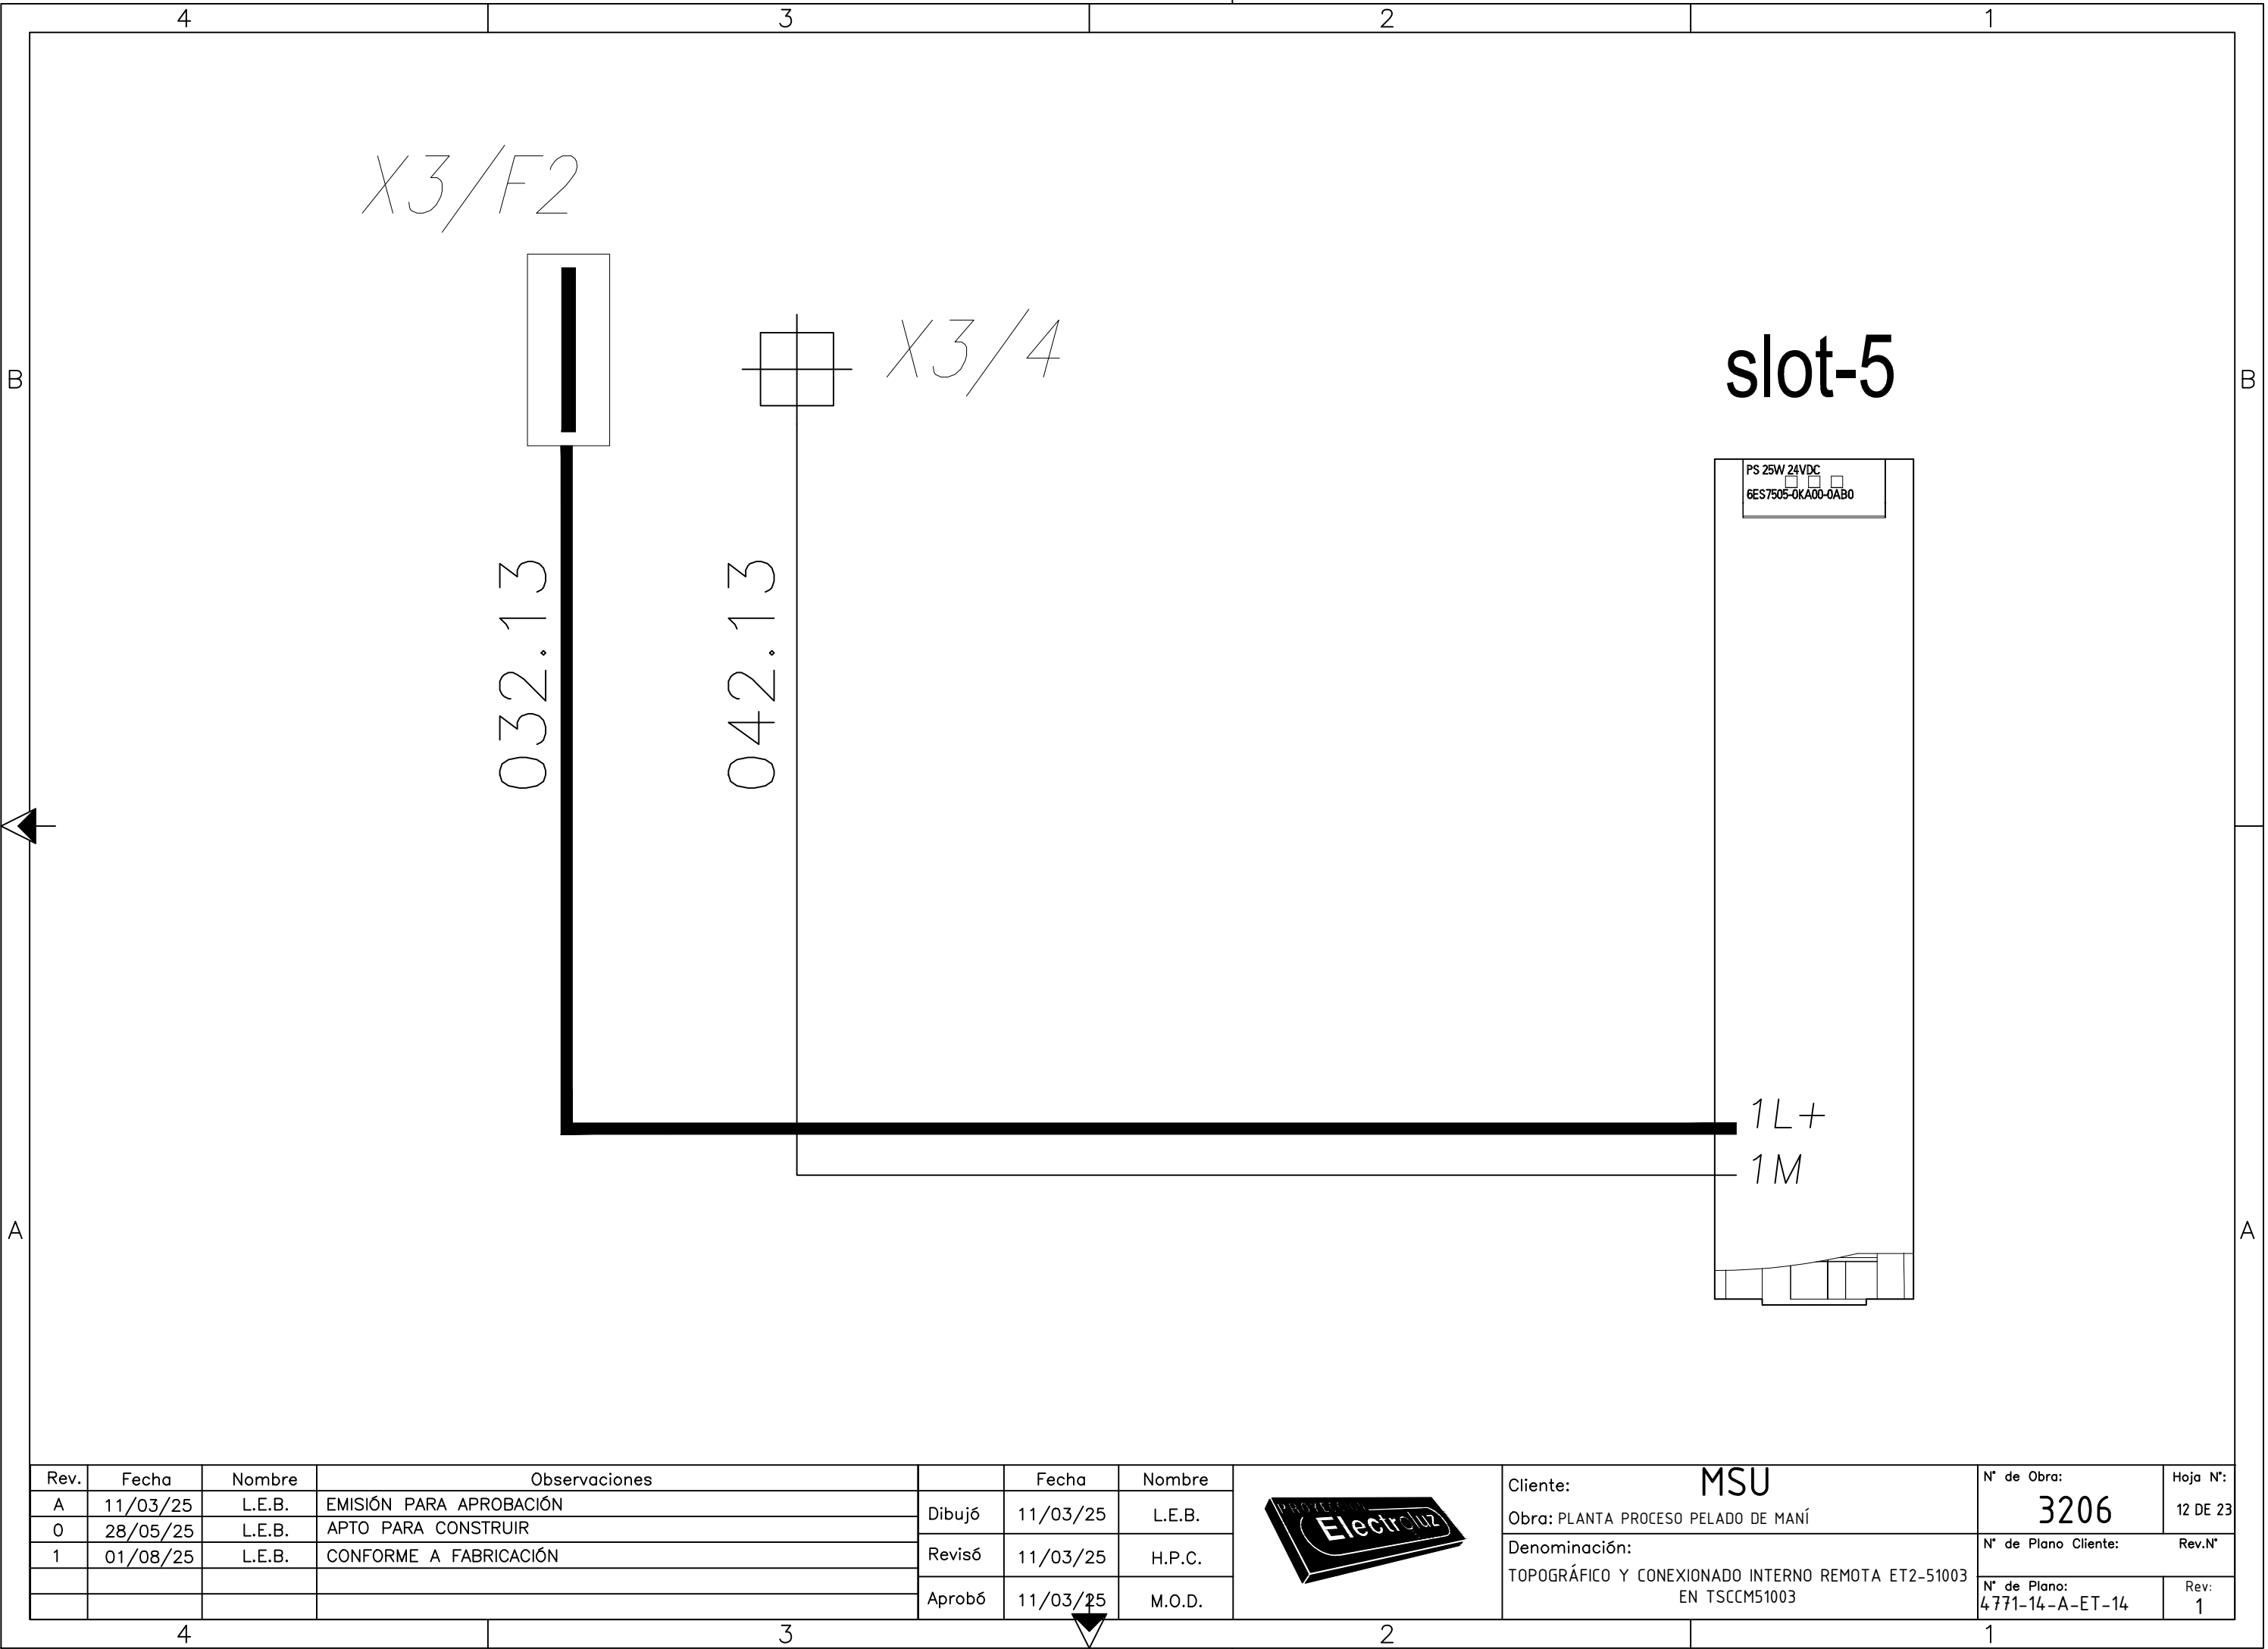 4 3 2 1
X3/F2
X3/4
slot-5
B B
PS 25W 24VDC
6ES7505-0KA00-0AB0
032.13
042.13
1L+
1M
A A
Rev. Fecha Nombre Observaciones
A 11/03/25 L.E.B. EMISIÓN PARA APROBACIÓN
0 28/05/25 L.E.B. APTO PARA CONSTRUIR
1 01/08/25 L.E.B. CONFORME A FABRICACIÓN
Fecha Nombre
Dibujó 11/03/25 L.E.B.
Revisó 11/03/25 H.P.C.
Aprobó 11/03/25 M.O.D.
Electroluz
Cliente: MSU
Obra: PLANTA PROCESO PELADO DE MANÍ
Denominación:
TOPOGRÁFICO Y CONEXIONADO INTERNO REMOTA ET2-51003
EN TSCCM51003
N° de Obra:
3206
Hoja N°:
12 DE 23
N° de Plano Cliente:
Rev.N°
N° de Plano:
4771-14-A-ET-14
Rev:
1
4 3 2 1